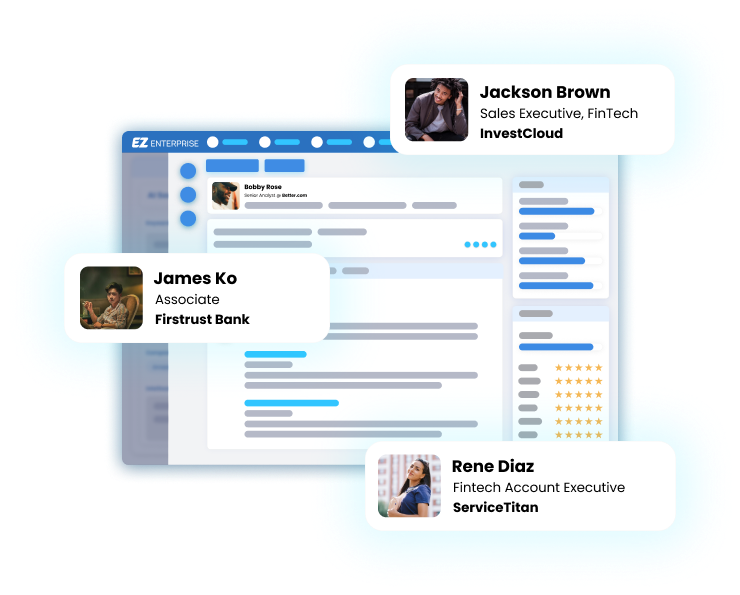 Jackson Brown
Sales Executive, FinTech
InvestCloud
EZ ENTERPRISE
Bobby Rose
Senior Analyst @ Better.com
James Ko
Associate
Firstrust Bank
Rene Diaz
Fintech Account Executive
ServiceTitan